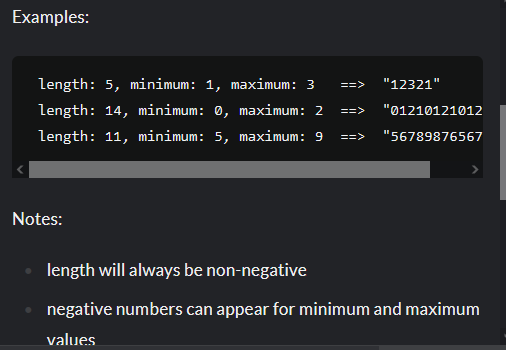 Examples:
length: 5, minimum: 1, maximum: 3 ==> "12321"
length: 14, minimum: 0, maximum: 2 ==> "01210121012
length: 11, minimum: 5, maximum: 9 ==> "56789876567
Notes:
length will always be non-negative
negative numbers can appear for minimum and maximum
values